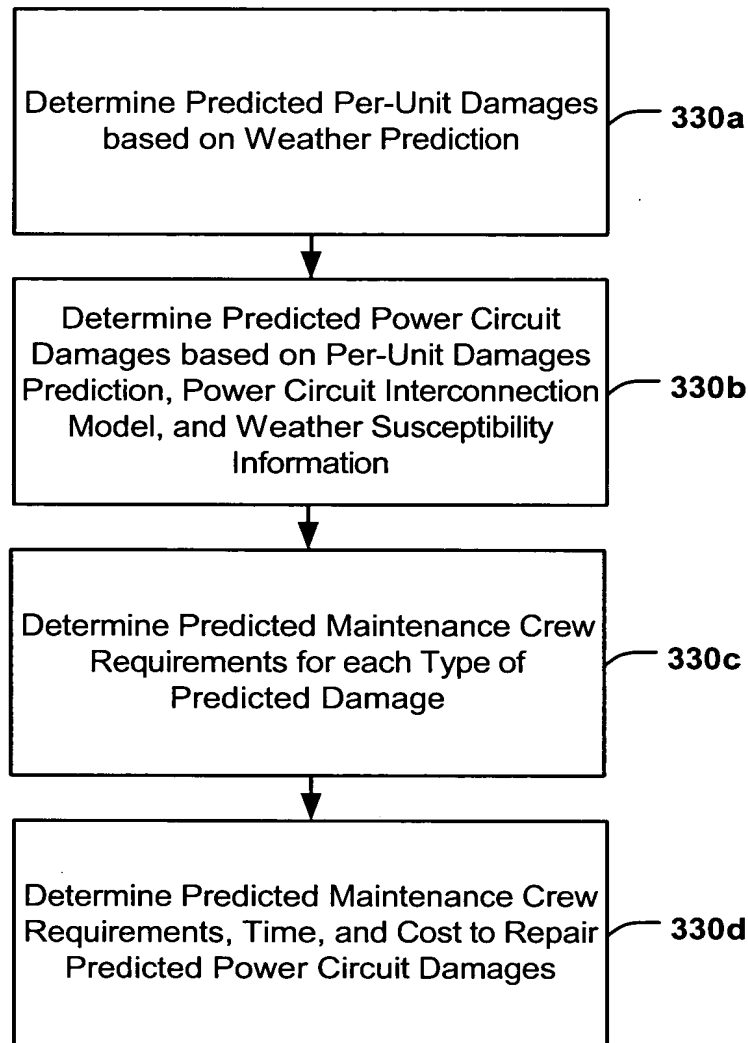 Determine Predicted Per-Unit Damages
based on Weather Prediction
330a
Determine Predicted Power Circuit
Damages based on Per-Unit Damages
Prediction, Power Circuit Interconnection
Model, and Weather Susceptibility
Information
330b
Determine Predicted Maintenance Crew
Requirements for each Type of
Predicted Damage
330c
Determine Predicted Maintenance Crew
Requirements, Time, and Cost to Repair
Predicted Power Circuit Damages
330d